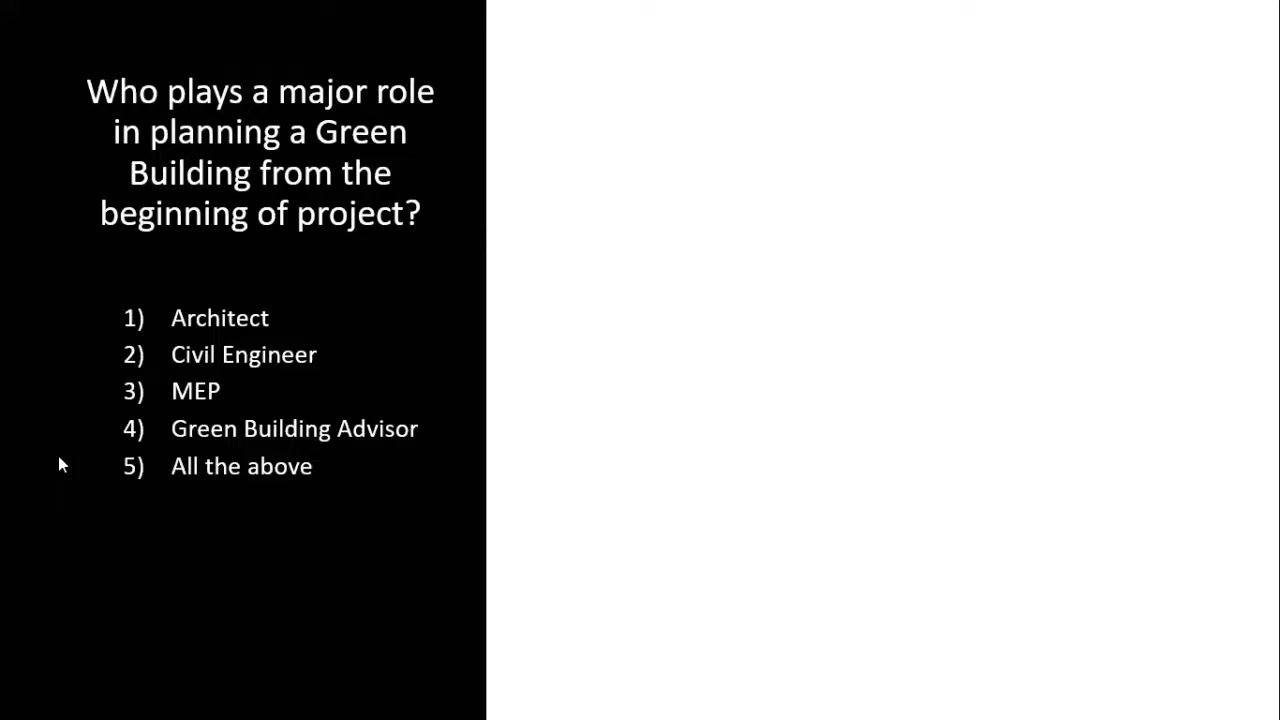 Who plays a major role
in planning a Green
Building from the
beginning of project?
1) Architect
2) Civil Engineer
3) MEP
4) Green Building Advisor
5) All the above